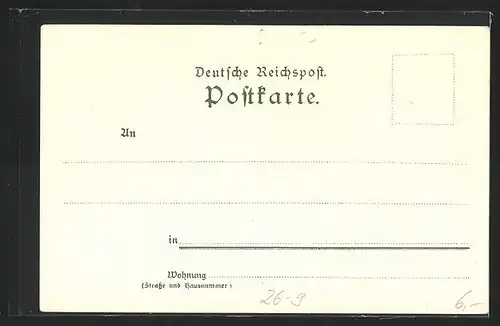 Deutsche Reichspost.
Postkarte.
An
in
Wohnung
(Straße und Hausnummer)
26-9
6,-